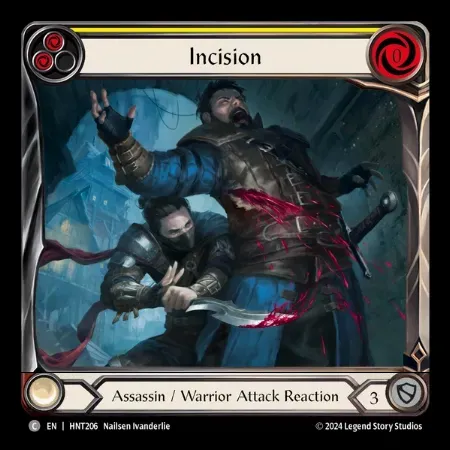 Incision
0
Assassin / Warrior Attack Reaction
3
C EN | HNT206 Nailsen Ivanderlie
©2024 Legend Story Studios